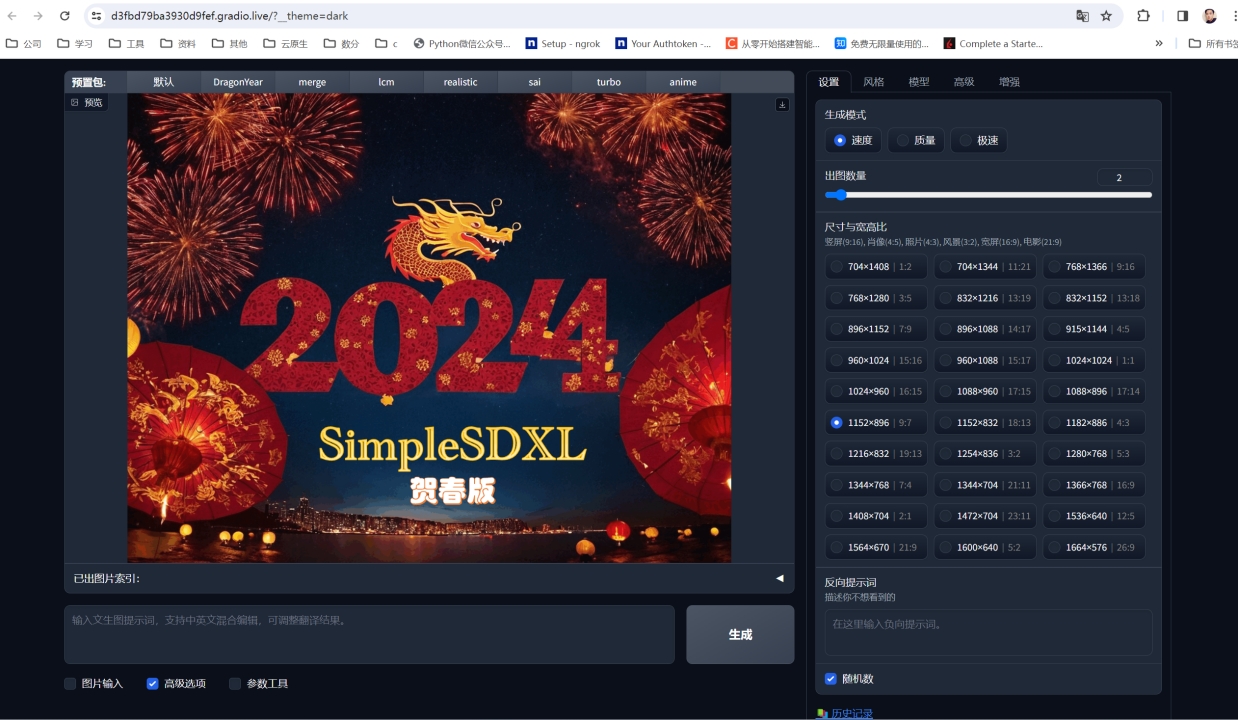 d3fbd79ba3930d9fef.gradio.live/?__theme=dark
公司 学习 工具 资料 其他 云原生 数分 c Python微信公众号... Setup - ngrok Your Authtoken -... 从零开始搭建智能... 免费无限量使用的... Complete a Starte... » 所有书签
预置包: 默认 DragonYear merge lcm realistic sai turbo anime
预览
2024
SimpleSDXL
贺春版
已出图片索引:
输入文生图提示词，支持中英文混合编辑，可调整翻译结果。
生成
图片输入 高级选项 参数工具
设置 风格 模型 高级 增强
生成模式
速度 质量 极速
出图数量 2
尺寸与宽高比
竖屏(9:16), 肖像(4:5), 照片(4:3), 风景(3:2), 宽屏(16:9), 电影(21:9)
704×1408 | 1:2 704×1344 | 11:21 768×1366 | 9:16
768×1280 | 3:5 832×1216 | 13:19 832×1152 | 13:18
896×1152 | 7:9 896×1088 | 14:17 915×1144 | 4:5
960×1024 | 15:16 960×1088 | 15:17 1024×1024 | 1:1
1024×960 | 16:15 1088×960 | 17:15 1088×896 | 17:14
1152×896 | 9:7 1152×832 | 18:13 1182×886 | 4:3
1216×832 | 19:13 1254×836 | 3:2 1280×768 | 5:3
1344×768 | 7:4 1344×704 | 21:11 1366×768 | 16:9
1408×704 | 2:1 1472×704 | 23:11 1536×640 | 12:5
1564×670 | 21:9 1600×640 | 5:2 1664×576 | 26:9
反向提示词
描述你不想看到的
在这里输入负向提示词。
随机数
历史记录